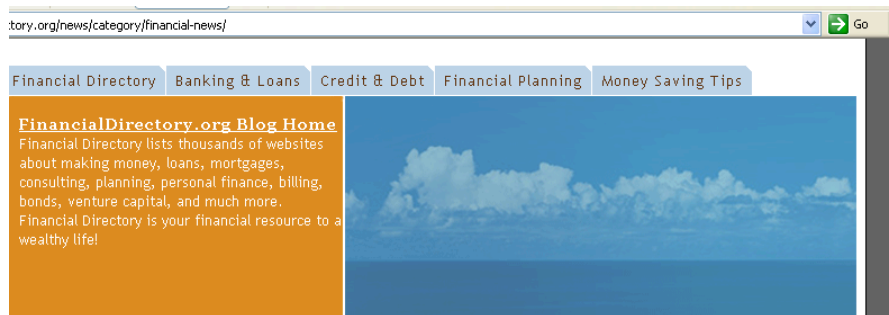 tory.org/news/category/financial-news/
Go
Financial Directory Banking & Loans Credit & Debt Financial Planning Money Saving Tips
FinancialDirectory.org Blog Home
Financial Directory lists thousands of websites
about making money, loans, mortgages,
consulting, planning, personal finance, billing,
bonds, venture capital, and much more.
Financial Directory is your financial resource to a
wealthy life!